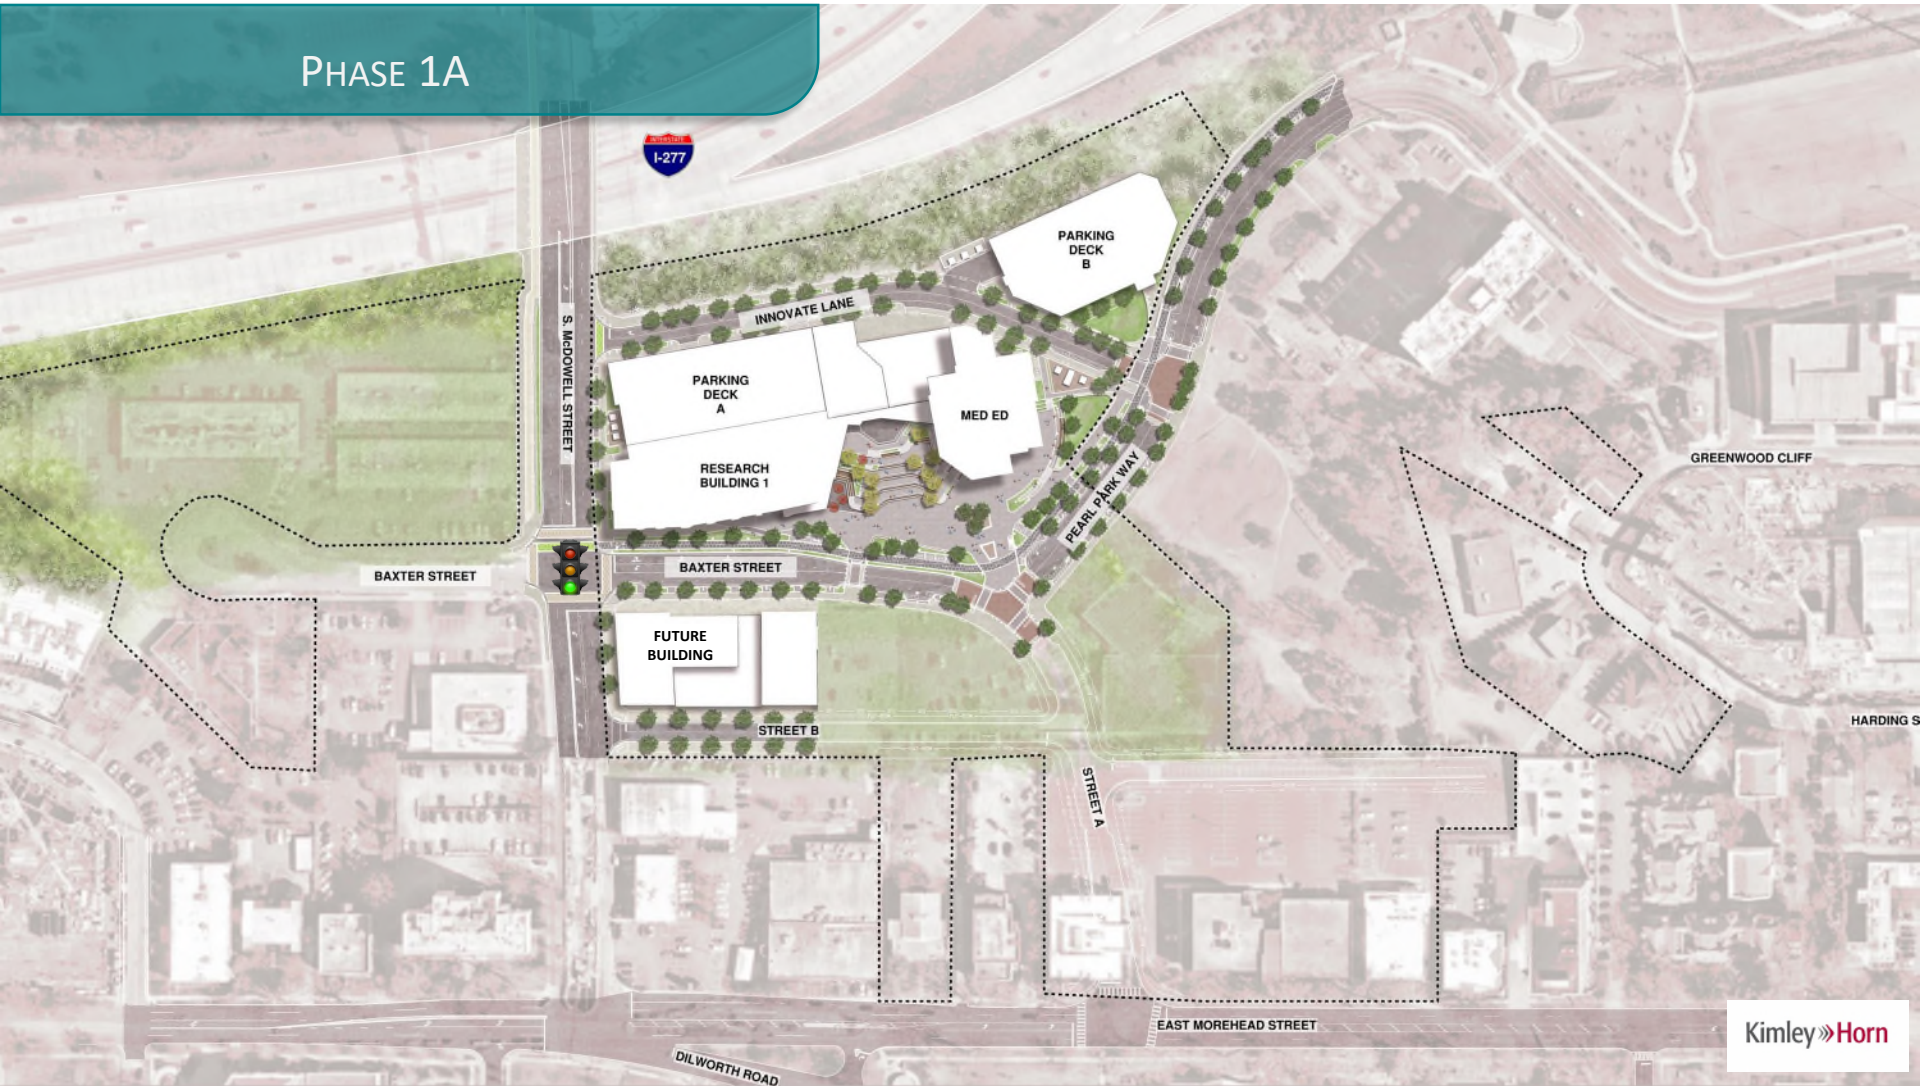 PHASE 1A
INTERSTATE
I-277
PARKING
DECK
B
INNOVATE LANE
S. McDOWELL STREET
PARKING
DECK
A
MED ED
RESEARCH
BUILDING 1
PEARL PARK WAY
GREENWOOD CLIFF
BAXTER STREET
BAXTER STREET
FUTURE
BUILDING
STREET B
HARDING S
STREET A
EAST MOREHEAD STREET
DILWORTH ROAD
Kimley»Horn